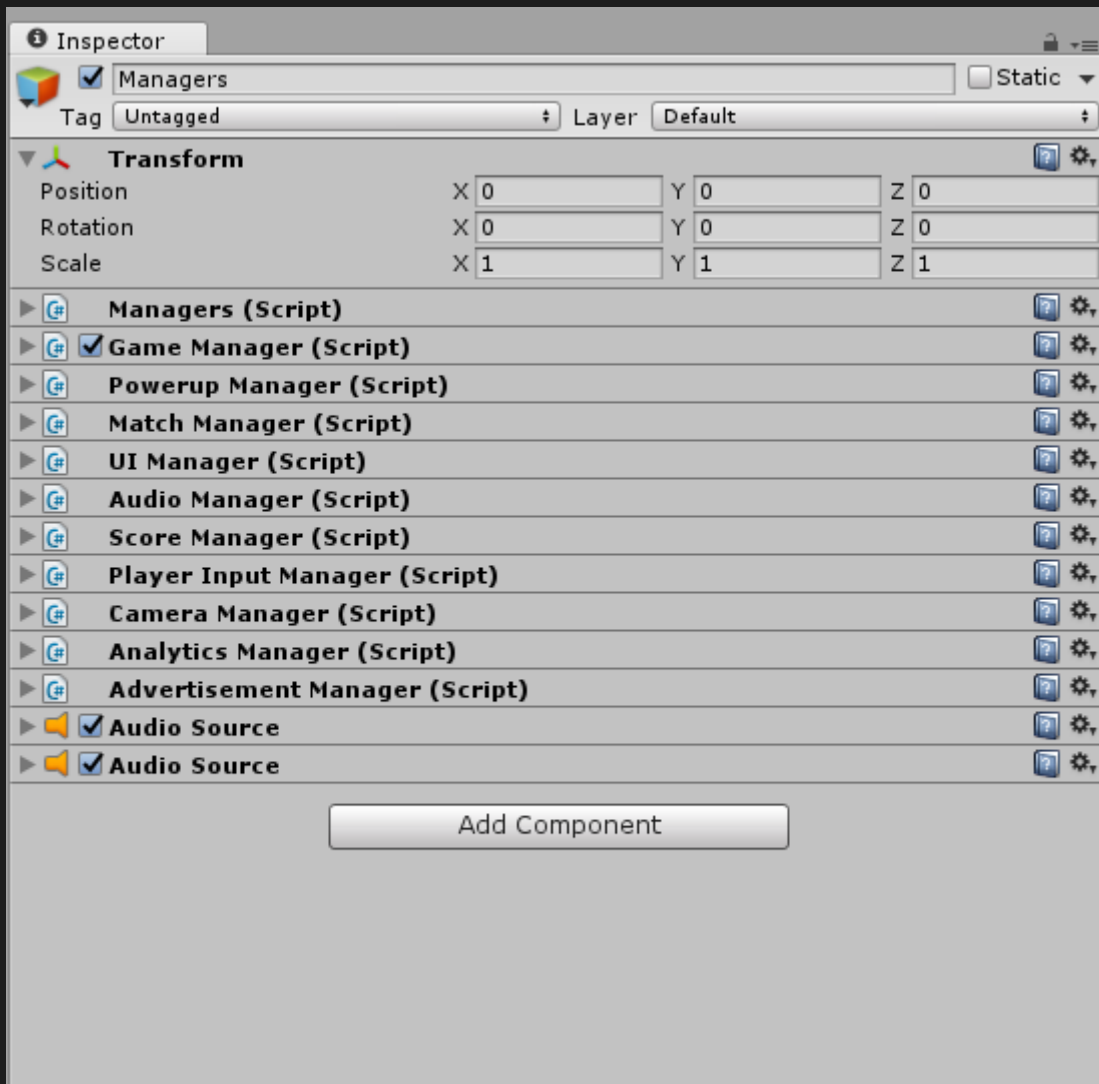 Inspector
Managers Static
Tag Untagged Layer Default
Transform
Position X 0 Y 0 Z 0
Rotation X 0 Y 0 Z 0
Scale X 1 Y 1 Z 1
Managers (Script)
Game Manager (Script)
Powerup Manager (Script)
Match Manager (Script)
UI Manager (Script)
Audio Manager (Script)
Score Manager (Script)
Player Input Manager (Script)
Camera Manager (Script)
Analytics Manager (Script)
Advertisement Manager (Script)
Audio Source
Audio Source
Add Component